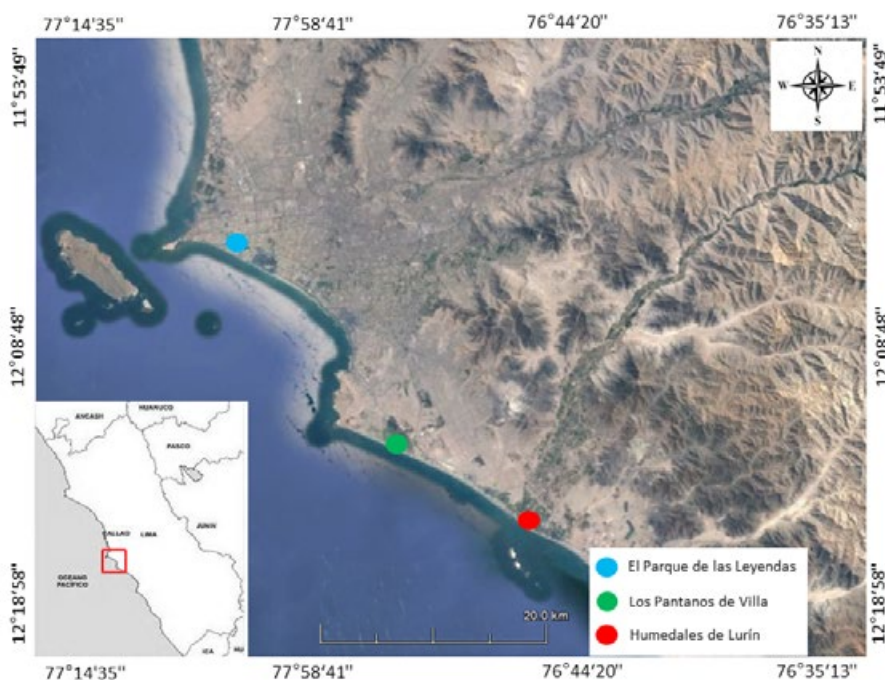 77°14′35″ 77°58′41″ 76°44′20″ 76°35′13″
11°53′49″
11°53′49″
N
W E
S
12°08′48″
12°08′48″
ANCASH
HUANUCO
PASCO
JUNIN
CALLAO LIMA
OCEANO
PACÍFICO
ICA
HU
12°18′58″
12°18′58″
20.0 km
El Parque de las Leyendas
Los Pantanos de Villa
Humedales de Lurín
77°14′35″ 77°58′41″ 76°44′20″ 76°35′13″